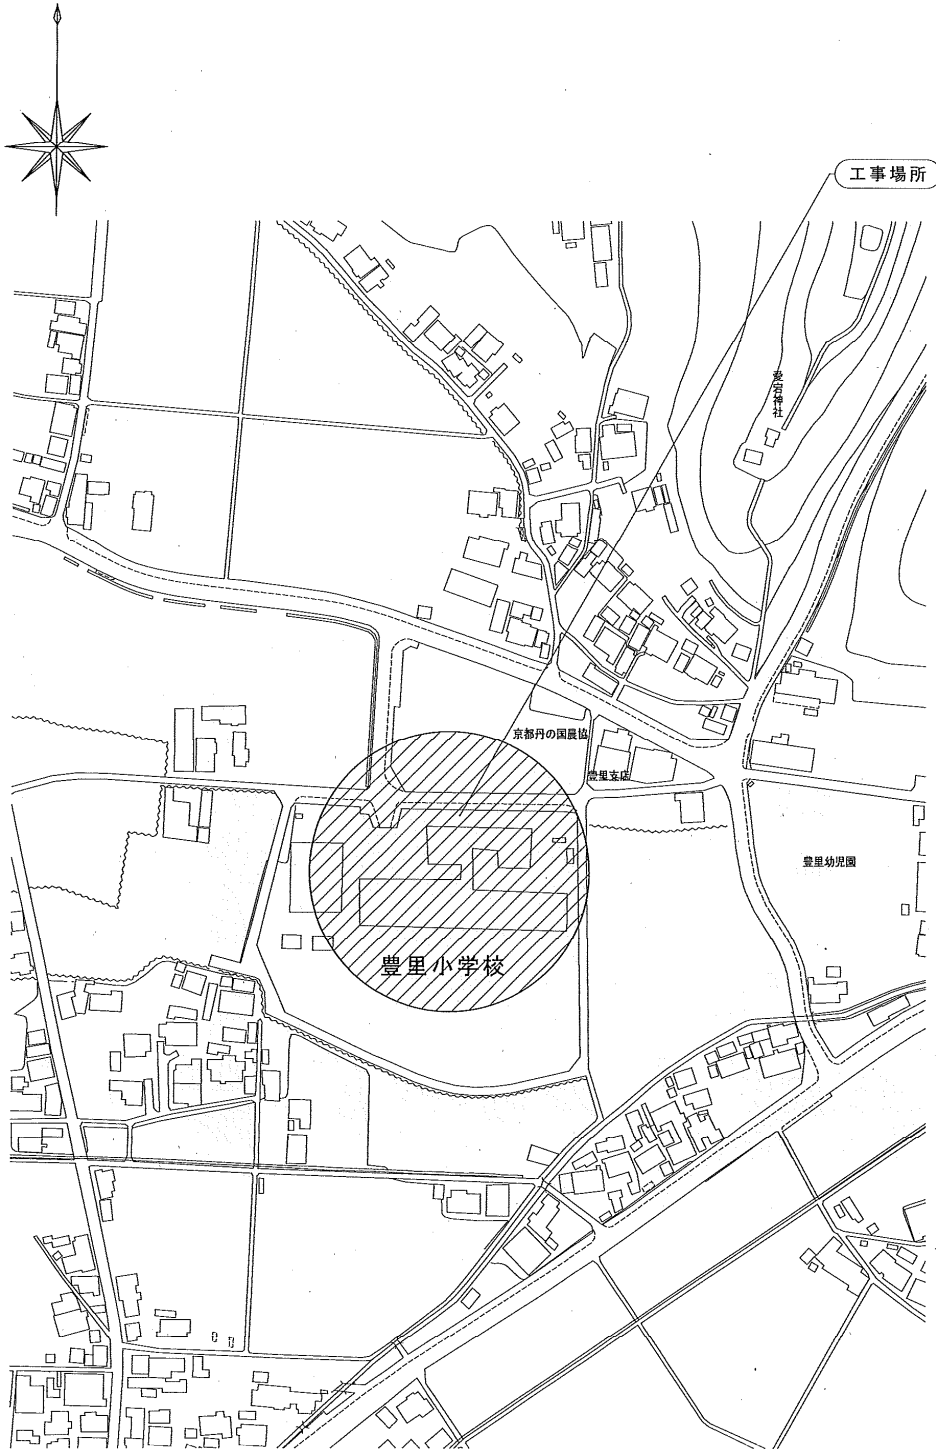 工事場所
愛宕神社
京都丹の国農協
豊里支店
豊里幼児園
豊里小学校